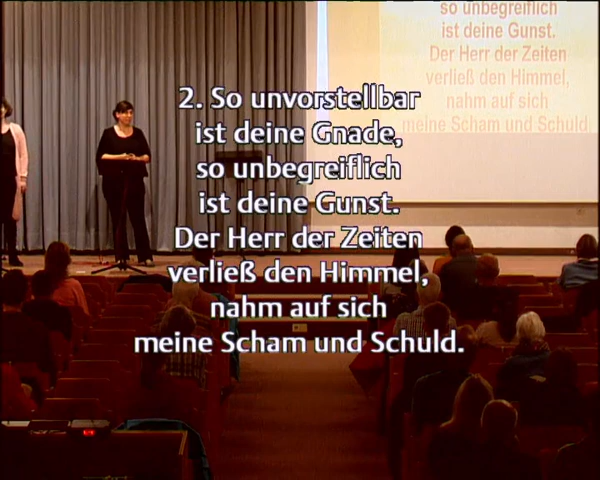 so unbegreiflich
ist deine Gunst.
Der Herr der Zeiten
verließ den Himmel,
nahm auf sich
meine Scham und Schuld.
2. So unvorstellbar
ist deine Gnade,
so unbegreiflich
ist deine Gunst.
Der Herr der Zeiten
verließ den Himmel,
nahm auf sich
meine Scham und Schuld.